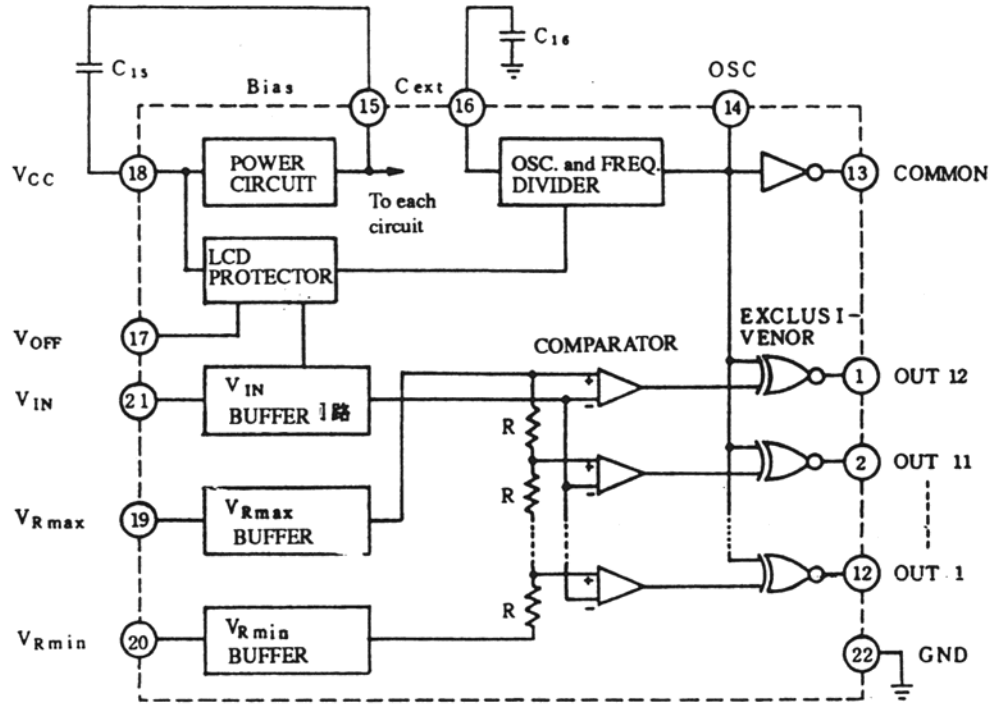 C15
C16
Bias
Cext
OSC
15
16
14
VCC
18
POWER
CIRCUIT
OSC. and FREQ.
DIVIDER
13
COMMON
To each
circuit
LCD
PROTECTOR
VOFF
17
EXCLUSI-
VENOR
COMPARATOR
VIN
21
VIN
BUFFER 1路
+
-
1
OUT 12
R
+
-
2
OUT 11
R
VRmax
19
VRmax
BUFFER
+
-
12
OUT 1
R
VRmin
20
VRmin
BUFFER
22
GND